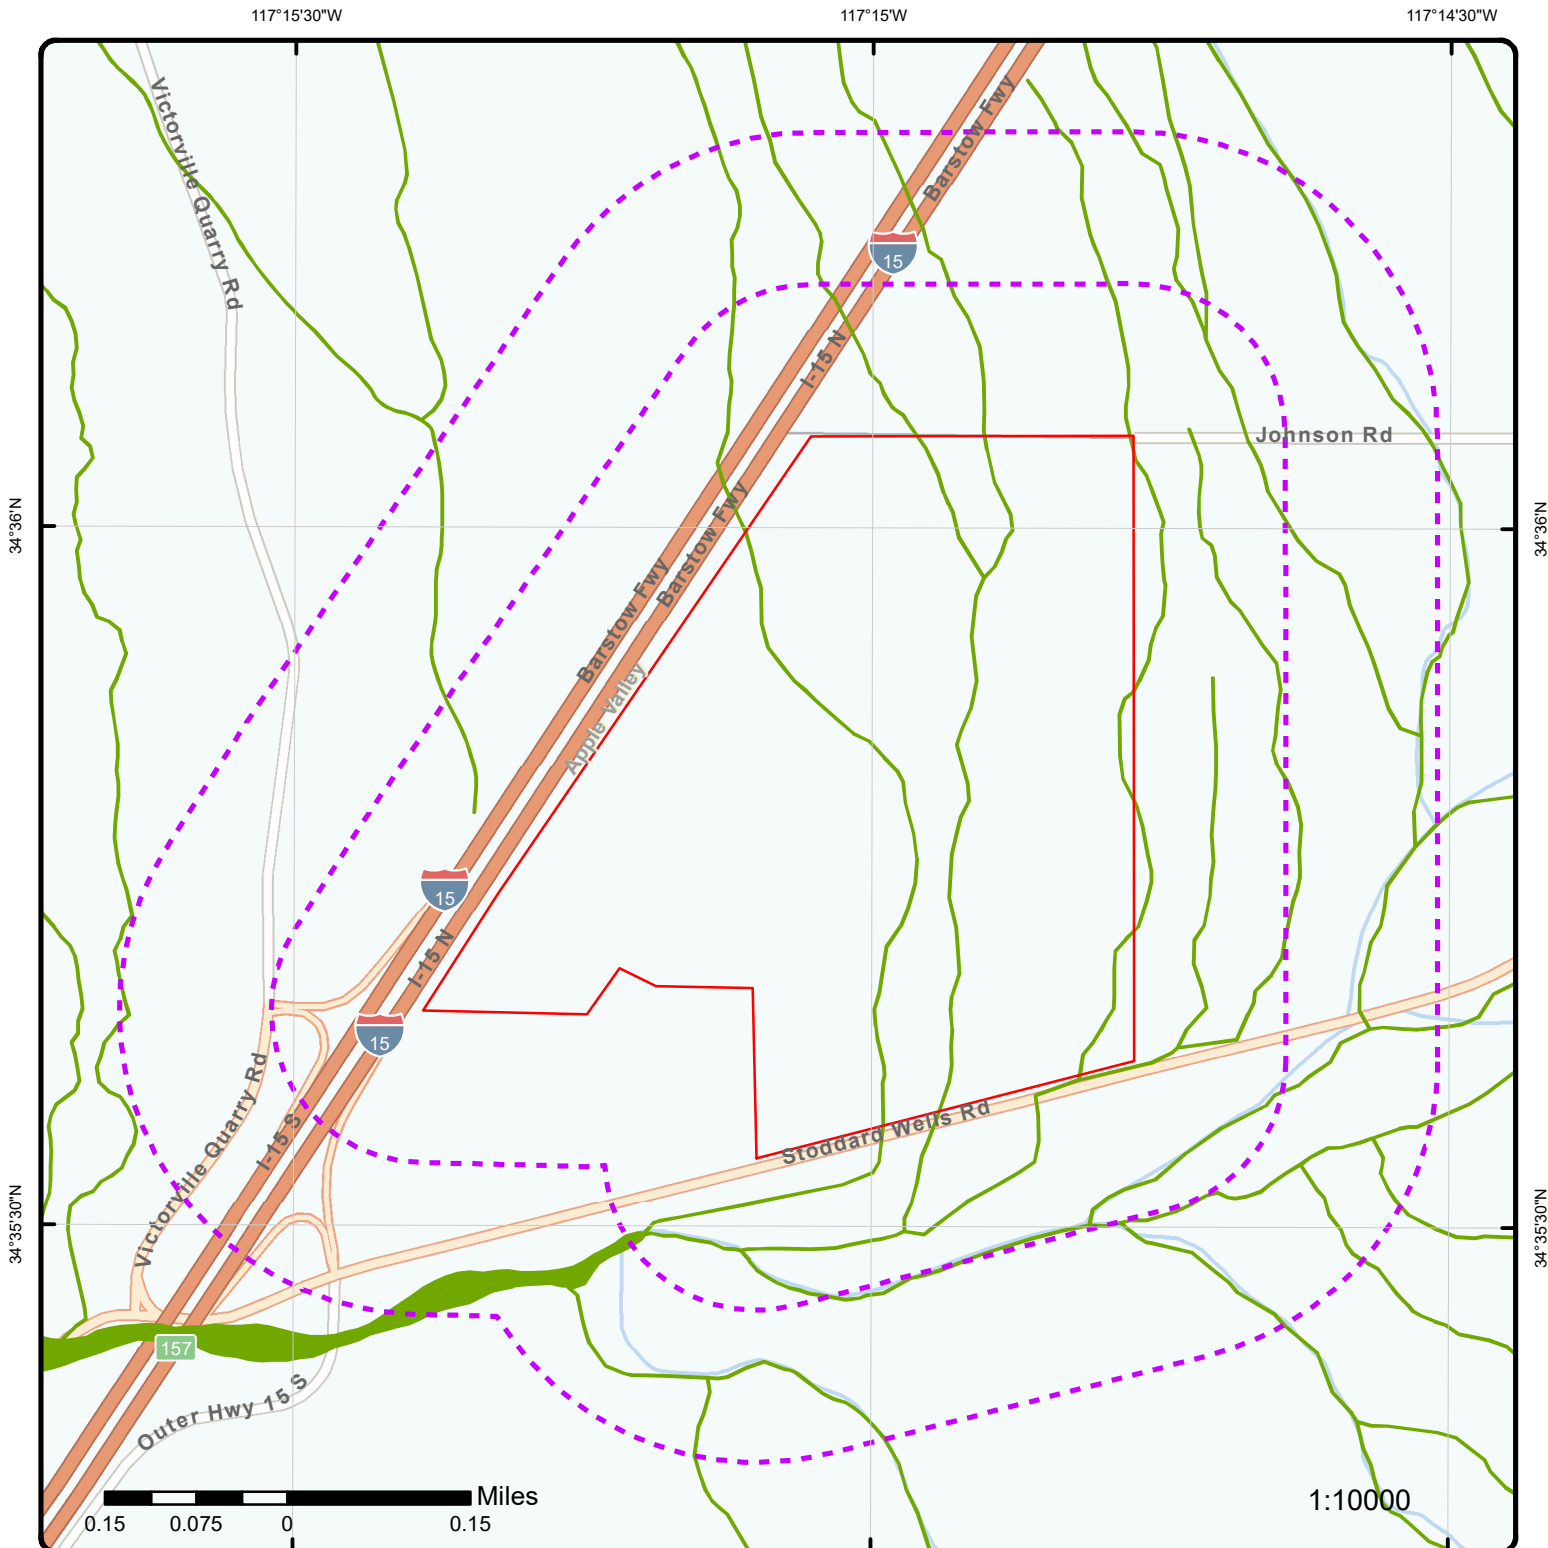 117°15'30"W
117°15'W
117°14'30"W
Victorville Quarry Rd
Barstow Fwy
15
I-15 N
Johnson Rd
34°36'N
34°36'N
Barstow Fwy
Barstow Fwy
Apple Valley
15
I-15 N
15
Victorville Quarry Rd
I-15 S
Stoddard Wells Rd
34°35'30"N
34°35'30"N
157
Outer Hwy 15 S
Miles
0.15 0.075 0 0.15
1:10000